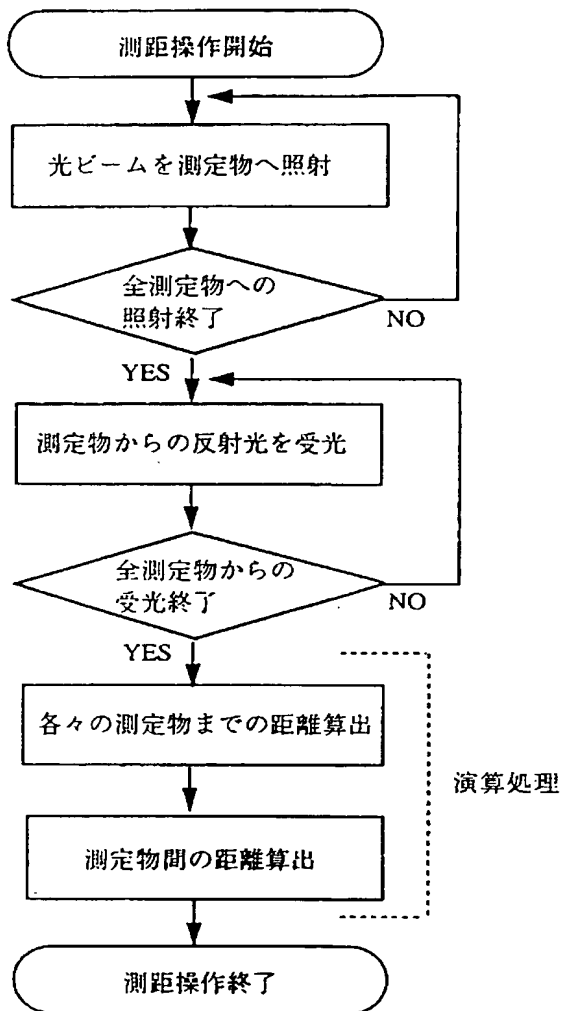 測距操作開始
光ビームを測定物へ照射
全測定物への
照射終了
NO
YES
測定物からの反射光を受光
全測定物からの
受光終了
NO
YES
各々の測定物までの距離算出
演算処理
測定物間の距離算出
測距操作終了